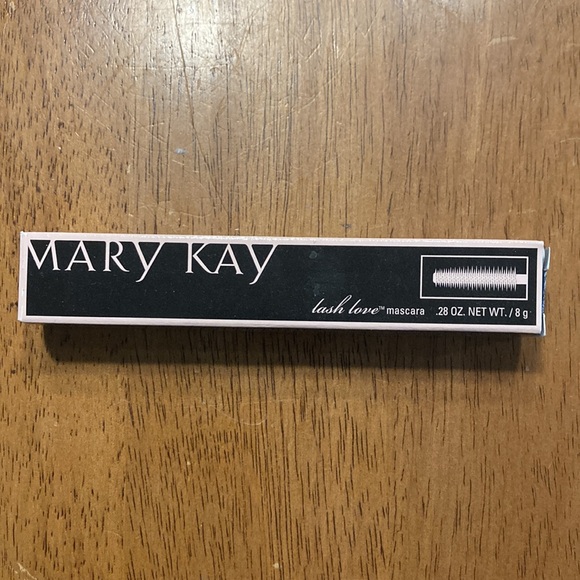 MARY KAY
lash love™ mascara .28 OZ. NET WT. / 8 g